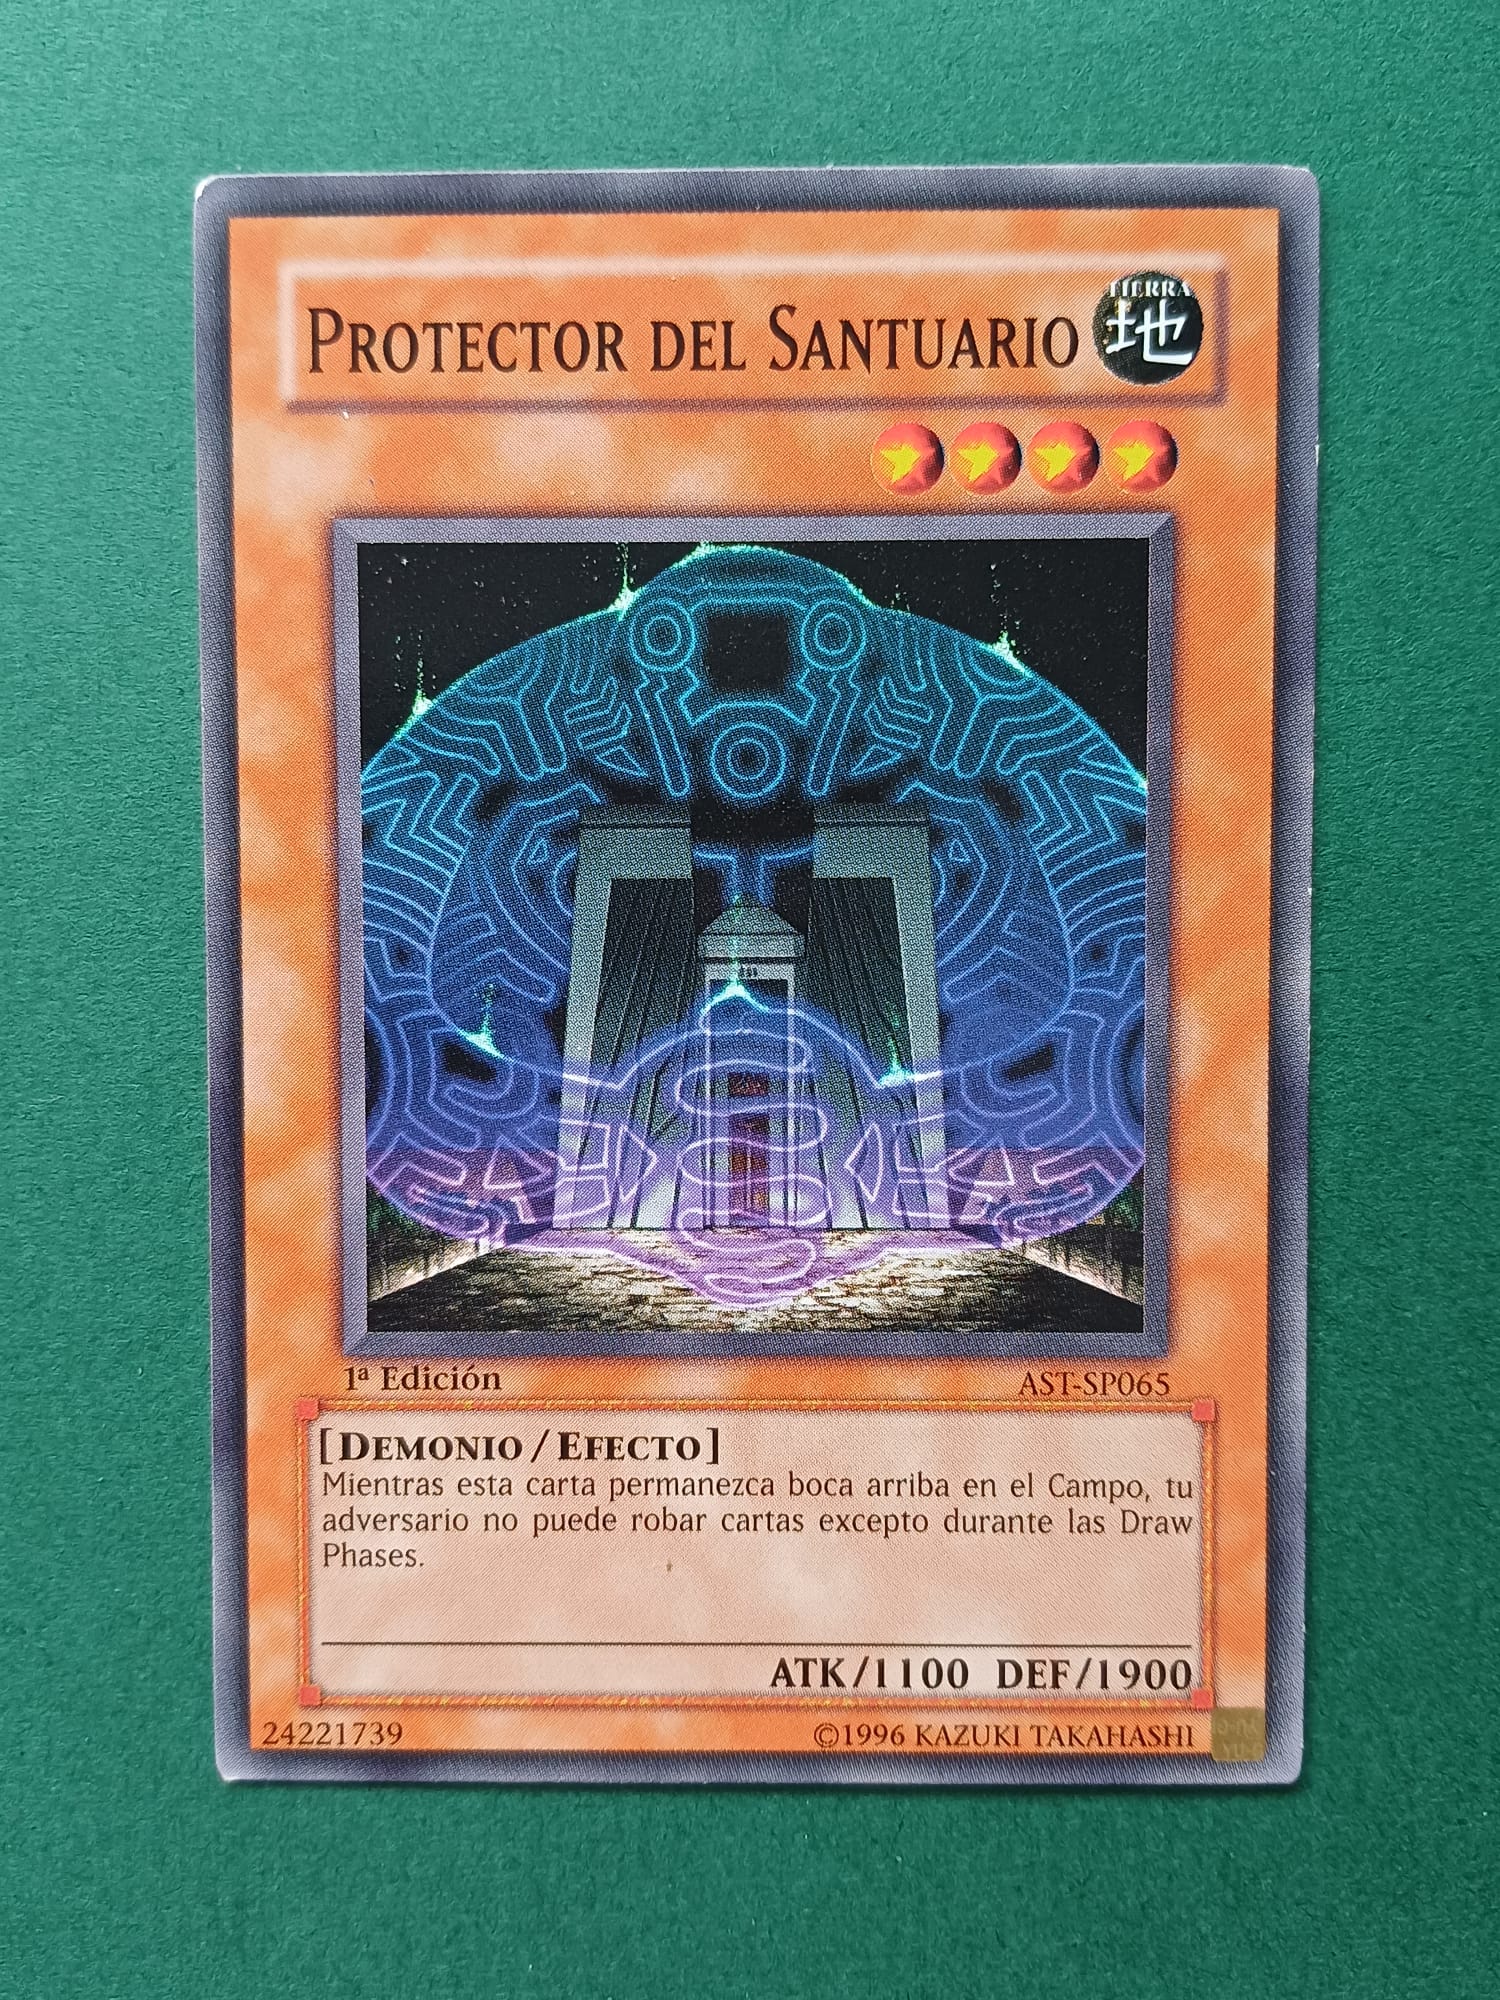 PROTECTOR DEL SANTUARIO
TIERRA
地
1ª Edición
AST-SP065
[DEMONIO/EFECTO]
Mientras esta carta permanezca boca arriba en el Campo, tu
adversario no puede robar cartas excepto durante las Draw
Phases.
ATK/1100 DEF/1900
24221739
©1996 KAZUKI TAKAHASHI